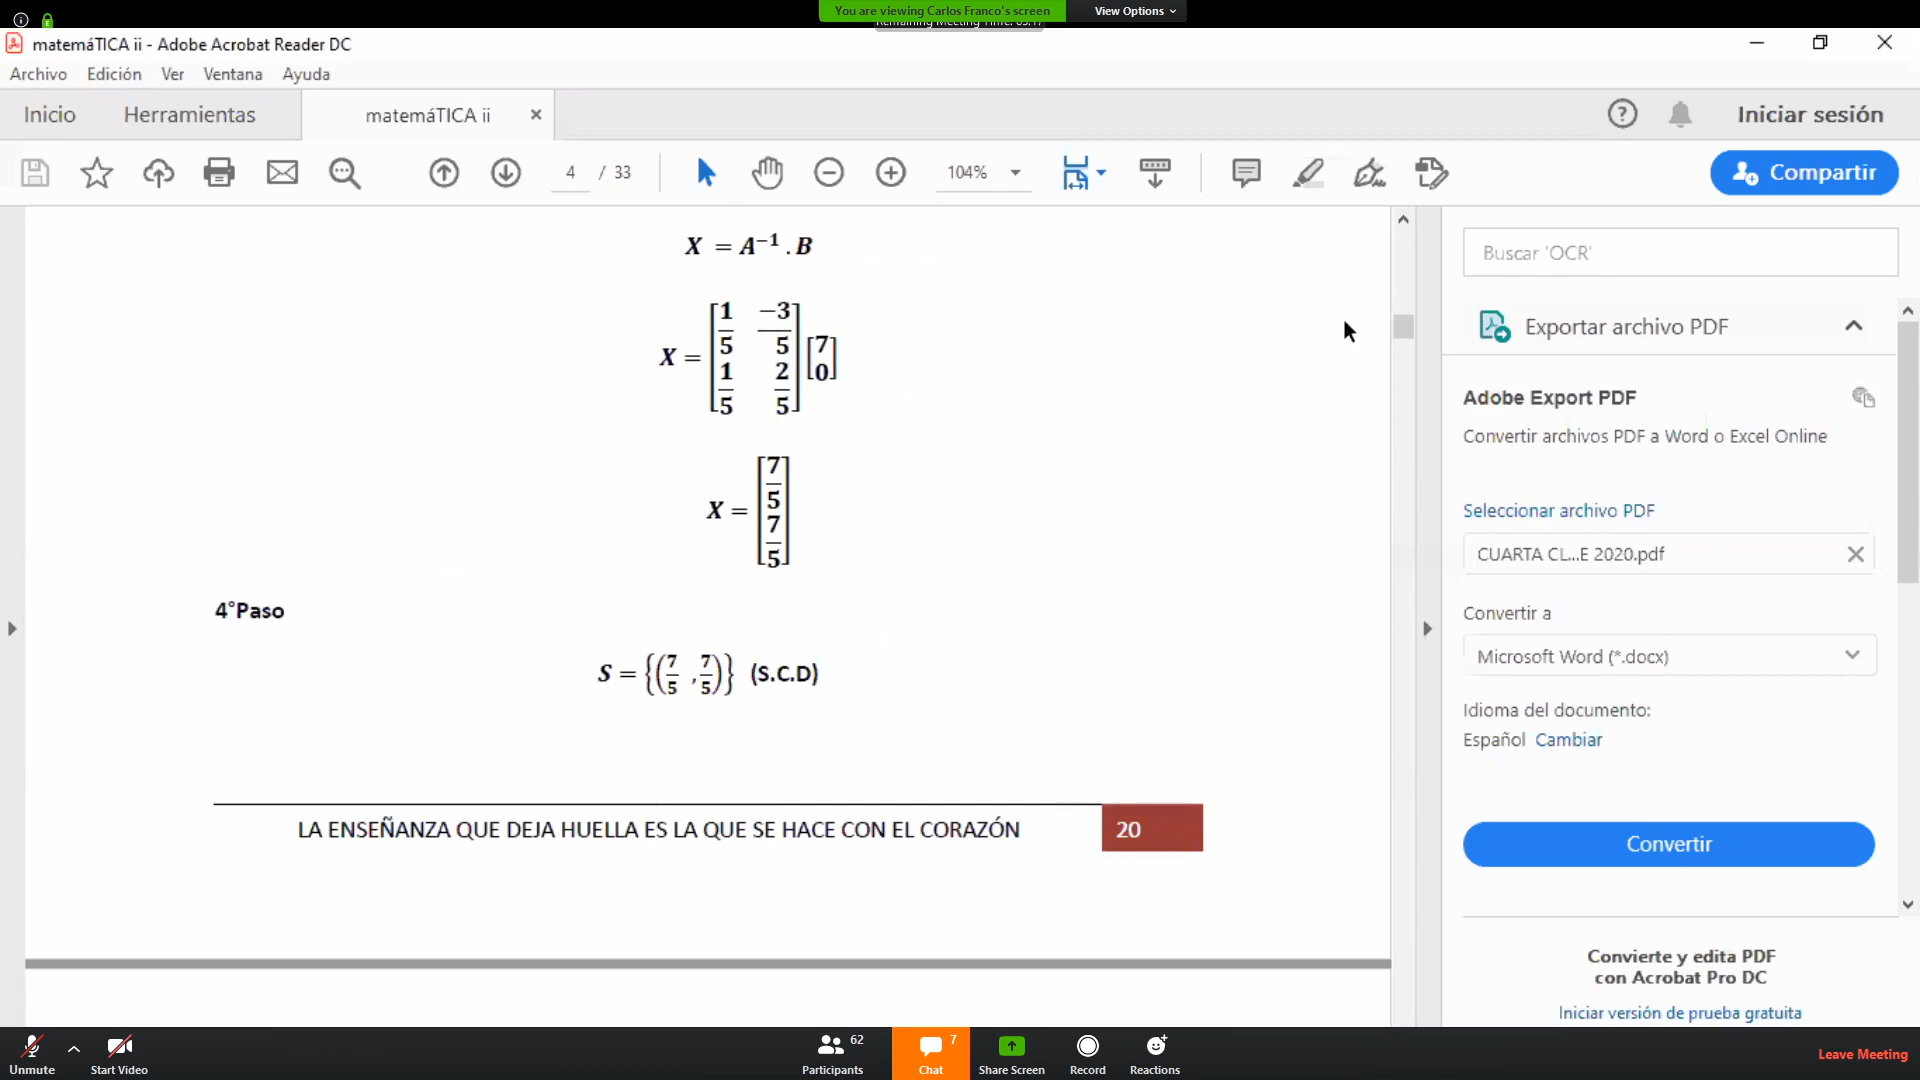 You are viewing Carlos Franco's screen
View Options
matemáTICA ii - Adobe Acrobat Reader DC
Archivo Edición Ver Ventana Ayuda
Inicio Herramientas matemáTICA ii Iniciar sesión
4 / 33 104% Compartir
X = A⁻¹ . B
X = [1/5 −3/5 1/5 2/5] [7 0]
X = [7/5 7/5]
4°Paso
S = {(7/5 , 7/5)} (S.C.D)
LA ENSEÑANZA QUE DEJA HUELLA ES LA QUE SE HACE CON EL CORAZÓN 20
Buscar 'OCR'
Exportar archivo PDF
Adobe Export PDF
Convertir archivos PDF a Word o Excel Online
Seleccionar archivo PDF
CUARTA CL...E 2020.pdf
Convertir a
Microsoft Word (*.docx)
Idioma del documento:
Español Cambiar
Convertir
Convierte y edita PDF
con Acrobat Pro DC
Iniciar versión de prueba gratuita
Unmute Start Video Participants 62 Chat 7 Share Screen Record Reactions Leave Meeting